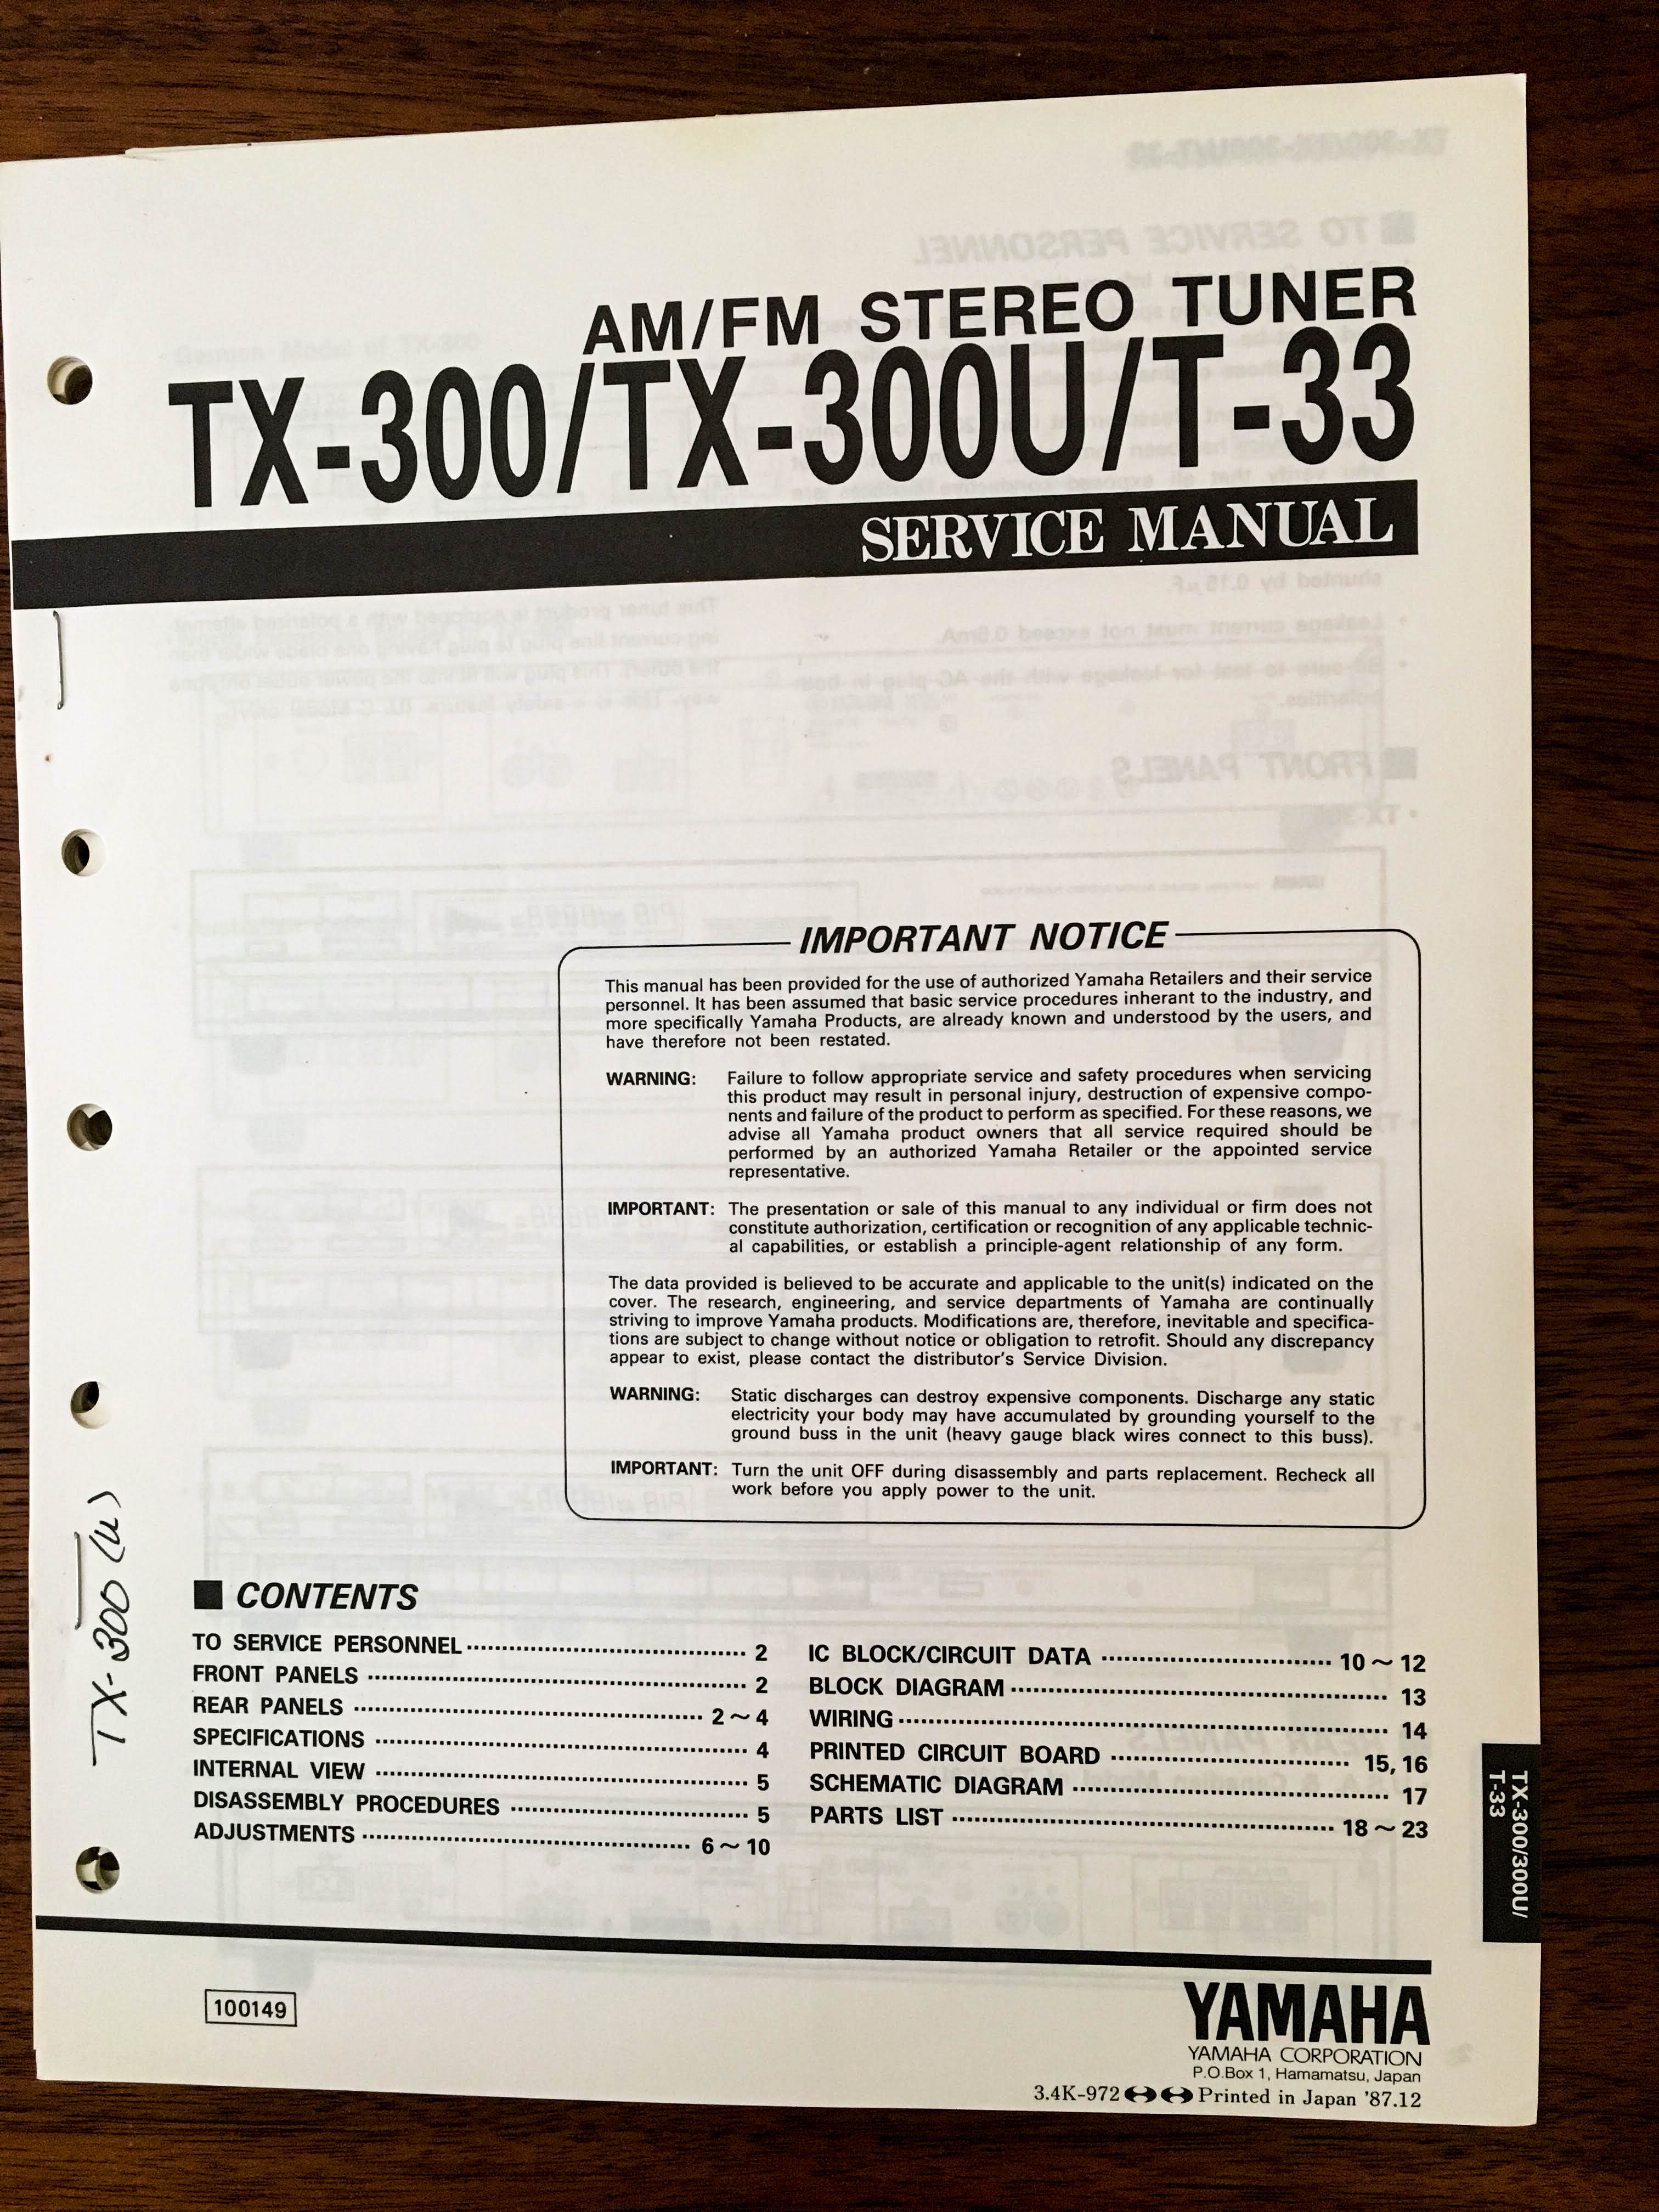 AM/FM STEREO TUNER
TX-300/TX-300U/T-33
SERVICE MANUAL
IMPORTANT NOTICE
This manual has been provided for the use of authorized Yamaha Retailers and their service
personnel. It has been assumed that basic service procedures inherant to the industry, and
more specifically Yamaha Products, are already known and understood by the users, and
have therefore not been restated.
WARNING: Failure to follow appropriate service and safety procedures when servicing
this product may result in personal injury, destruction of expensive compo-
nents and failure of the product to perform as specified. For these reasons, we
advise all Yamaha product owners that all service required should be
performed by an authorized Yamaha Retailer or the appointed service
representative.
IMPORTANT: The presentation or sale of this manual to any individual or firm does not
constitute authorization, certification or recognition of any applicable technic-
al capabilities, or establish a principle-agent relationship of any form.
The data provided is believed to be accurate and applicable to the unit(s) indicated on the
cover. The research, engineering, and service departments of Yamaha are continually
striving to improve Yamaha products. Modifications are, therefore, inevitable and specifica-
tions are subject to change without notice or obligation to retrofit. Should any discrepancy
appear to exist, please contact the distributor's Service Division.
WARNING: Static discharges can destroy expensive components. Discharge any static
electricity your body may have accumulated by grounding yourself to the
ground buss in the unit (heavy gauge black wires connect to this buss).
IMPORTANT: Turn the unit OFF during disassembly and parts replacement. Recheck all
work before you apply power to the unit.
TX-300 (u)
■ CONTENTS
TO SERVICE PERSONNEL ........ 2
FRONT PANELS ........ 2
REAR PANELS ........ 2~4
SPECIFICATIONS ........ 4
INTERNAL VIEW ........ 5
DISASSEMBLY PROCEDURES ........ 5
ADJUSTMENTS ........ 6~10
IC BLOCK/CIRCUIT DATA ........ 10~12
BLOCK DIAGRAM ........ 13
WIRING ........ 14
PRINTED CIRCUIT BOARD ........ 15, 16
SCHEMATIC DIAGRAM ........ 17
PARTS LIST ........ 18~23
TX-300/300U/
T-33
100149
YAMAHA
YAMAHA CORPORATION
P.O.Box 1, Hamamatsu, Japan
3.4K-972 Printed in Japan '87.12